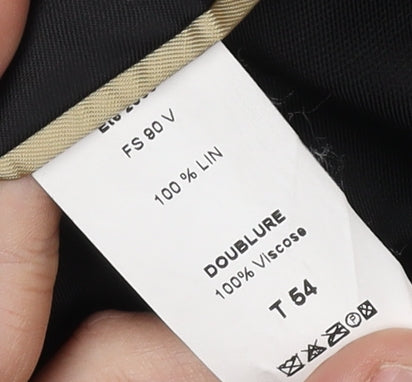 FS 90 V
100 % LIN
DOUBLURE
100% Viscose
T 54